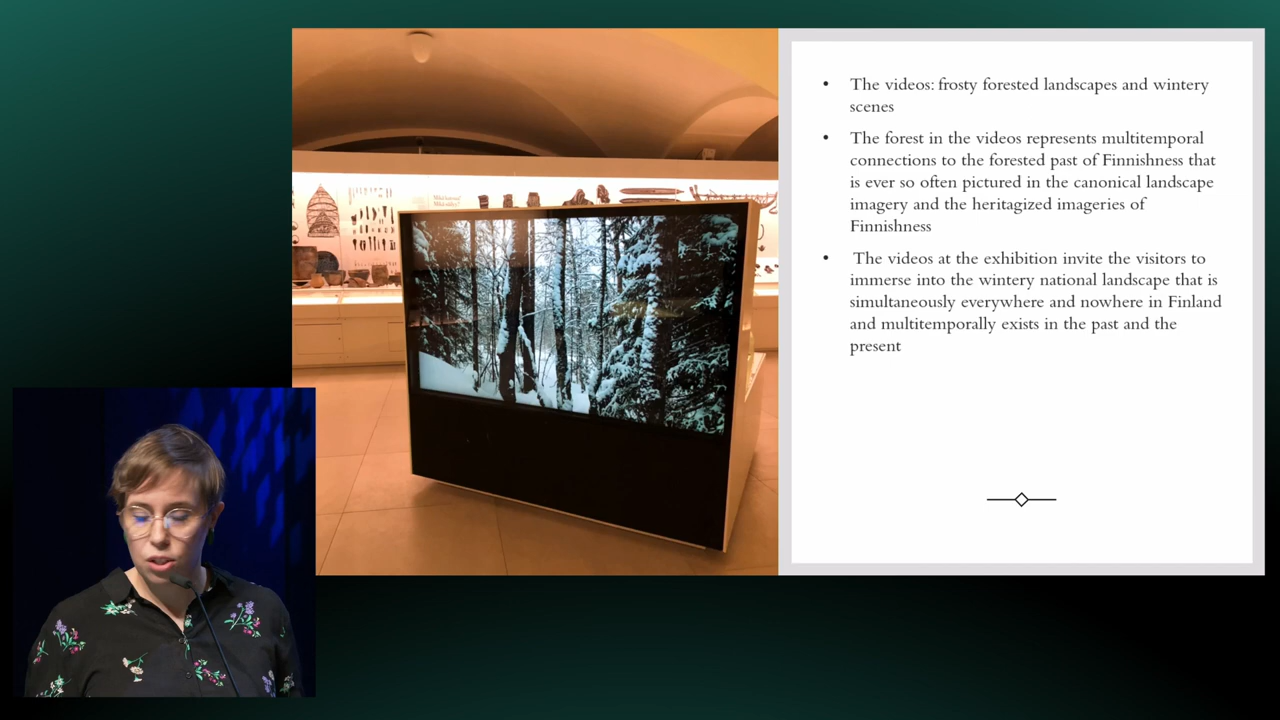 • The videos: frosty forested landscapes and wintery
scenes
• The forest in the videos represents multitemporal
connections to the forested past of Finnishness that
is ever so often pictured in the canonical landscape
imagery and the heritagized imageries of
Finnishness
• The videos at the exhibition invite the visitors to
immerse into the wintery national landscape that is
simultaneously everywhere and nowhere in Finland
and multitemporally exists in the past and the
present